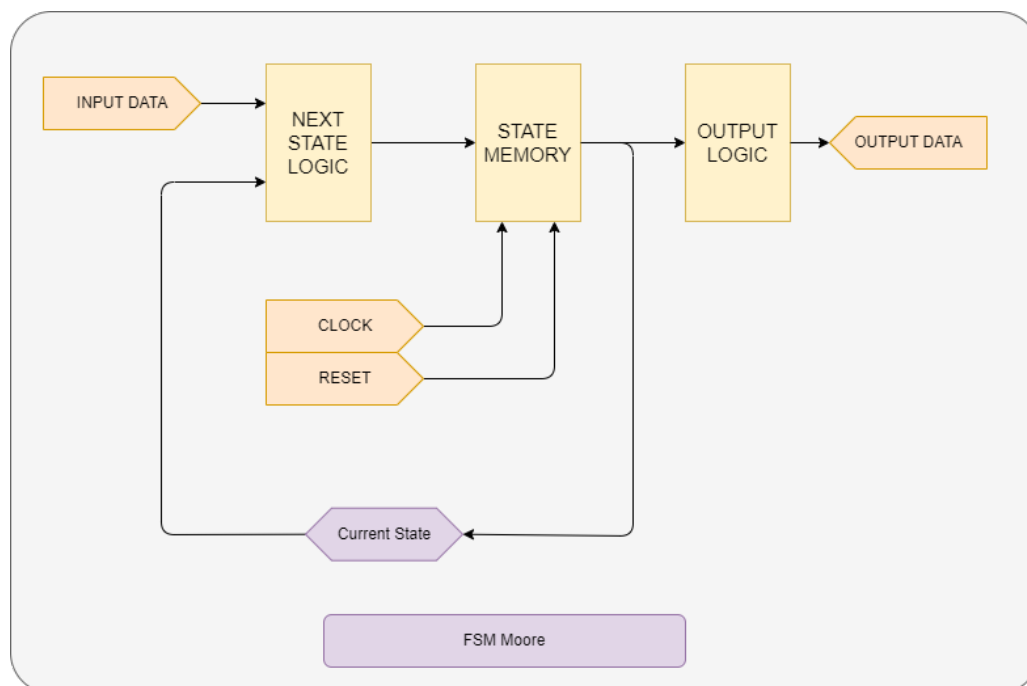 INPUT DATA
NEXT
STATE
LOGIC
STATE
MEMORY
OUTPUT
LOGIC
OUTPUT DATA
CLOCK
RESET
Current State
FSM Moore